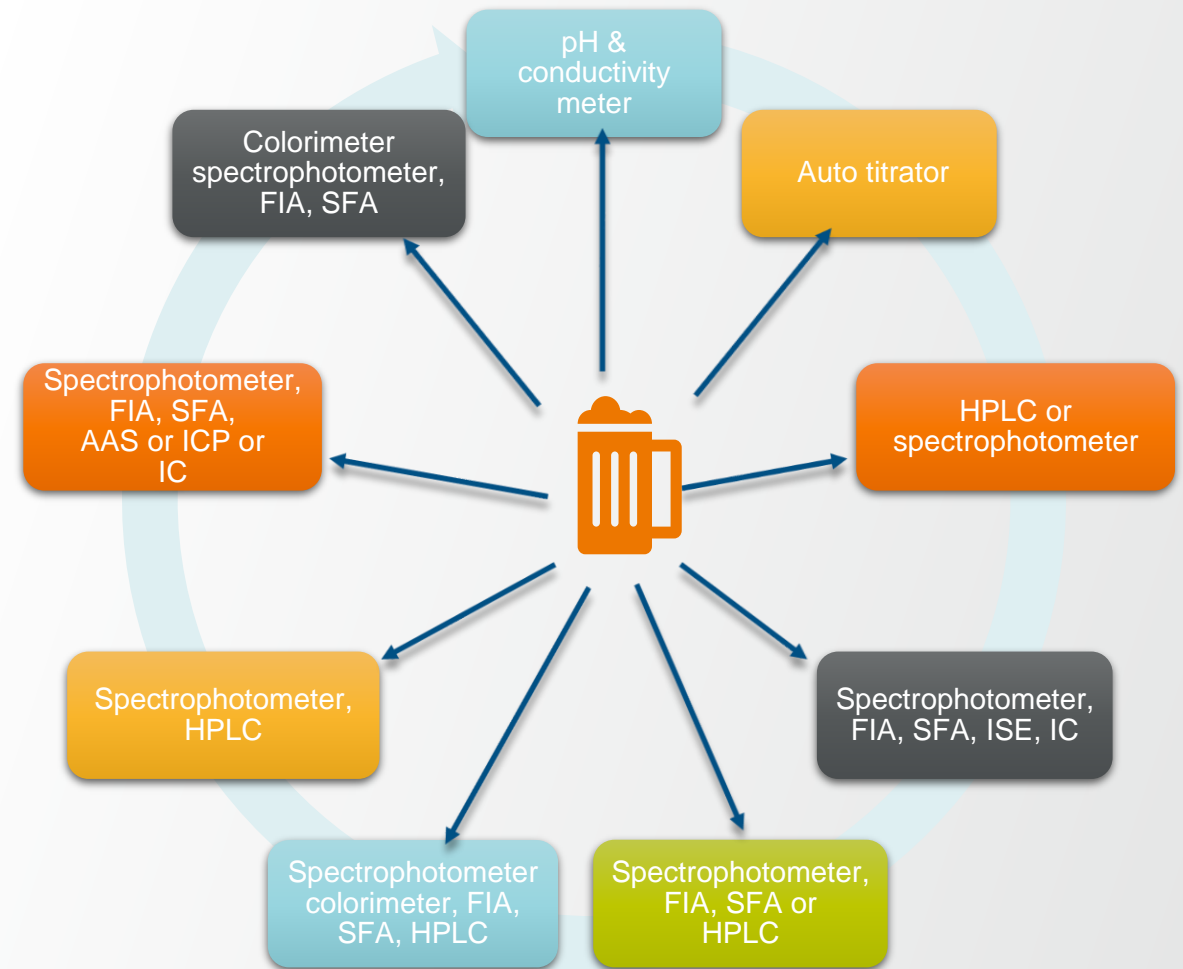 pH &
conductivity
meter
Auto titrator
HPLC or
spectrophotometer
Spectrophotometer,
FIA, SFA, ISE, IC
Spectrophotometer,
FIA, SFA or
HPLC
Spectrophotometer
colorimeter, FIA,
SFA, HPLC
Spectrophotometer,
HPLC
Spectrophotometer,
FIA, SFA,
AAS or ICP or
IC
Colorimeter
spectrophotometer,
FIA, SFA